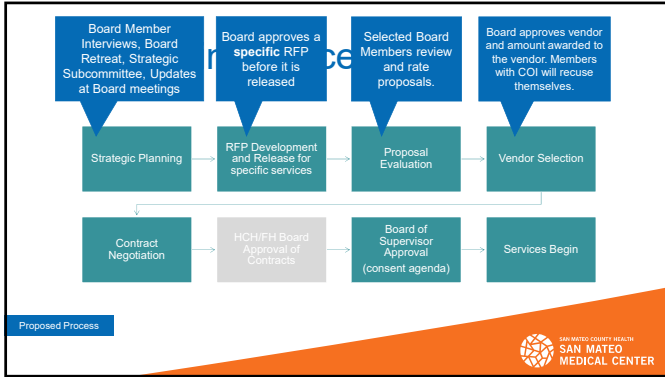 Board Member
Interviews, Board
Retreat, Strategic
Subcommittee, Updates
at Board meetings
Board approves a
specific RFP
before it is
released
Selected Board
Members review
and rate
proposals.
Board approves vendor
and amount awarded to
the vendor. Members
with COI will recuse
themselves.
Strategic Planning
RFP Development
and Release for
specific services
Proposal
Evaluation
Vendor Selection
Contract
Negotiation
HCH/FH Board
Approval of
Contracts
Board of
Supervisor
Approval
(consent agenda)
Services Begin
Proposed Process
SAN MATEO COUNTY HEALTH
SAN MATEO
MEDICAL CENTER